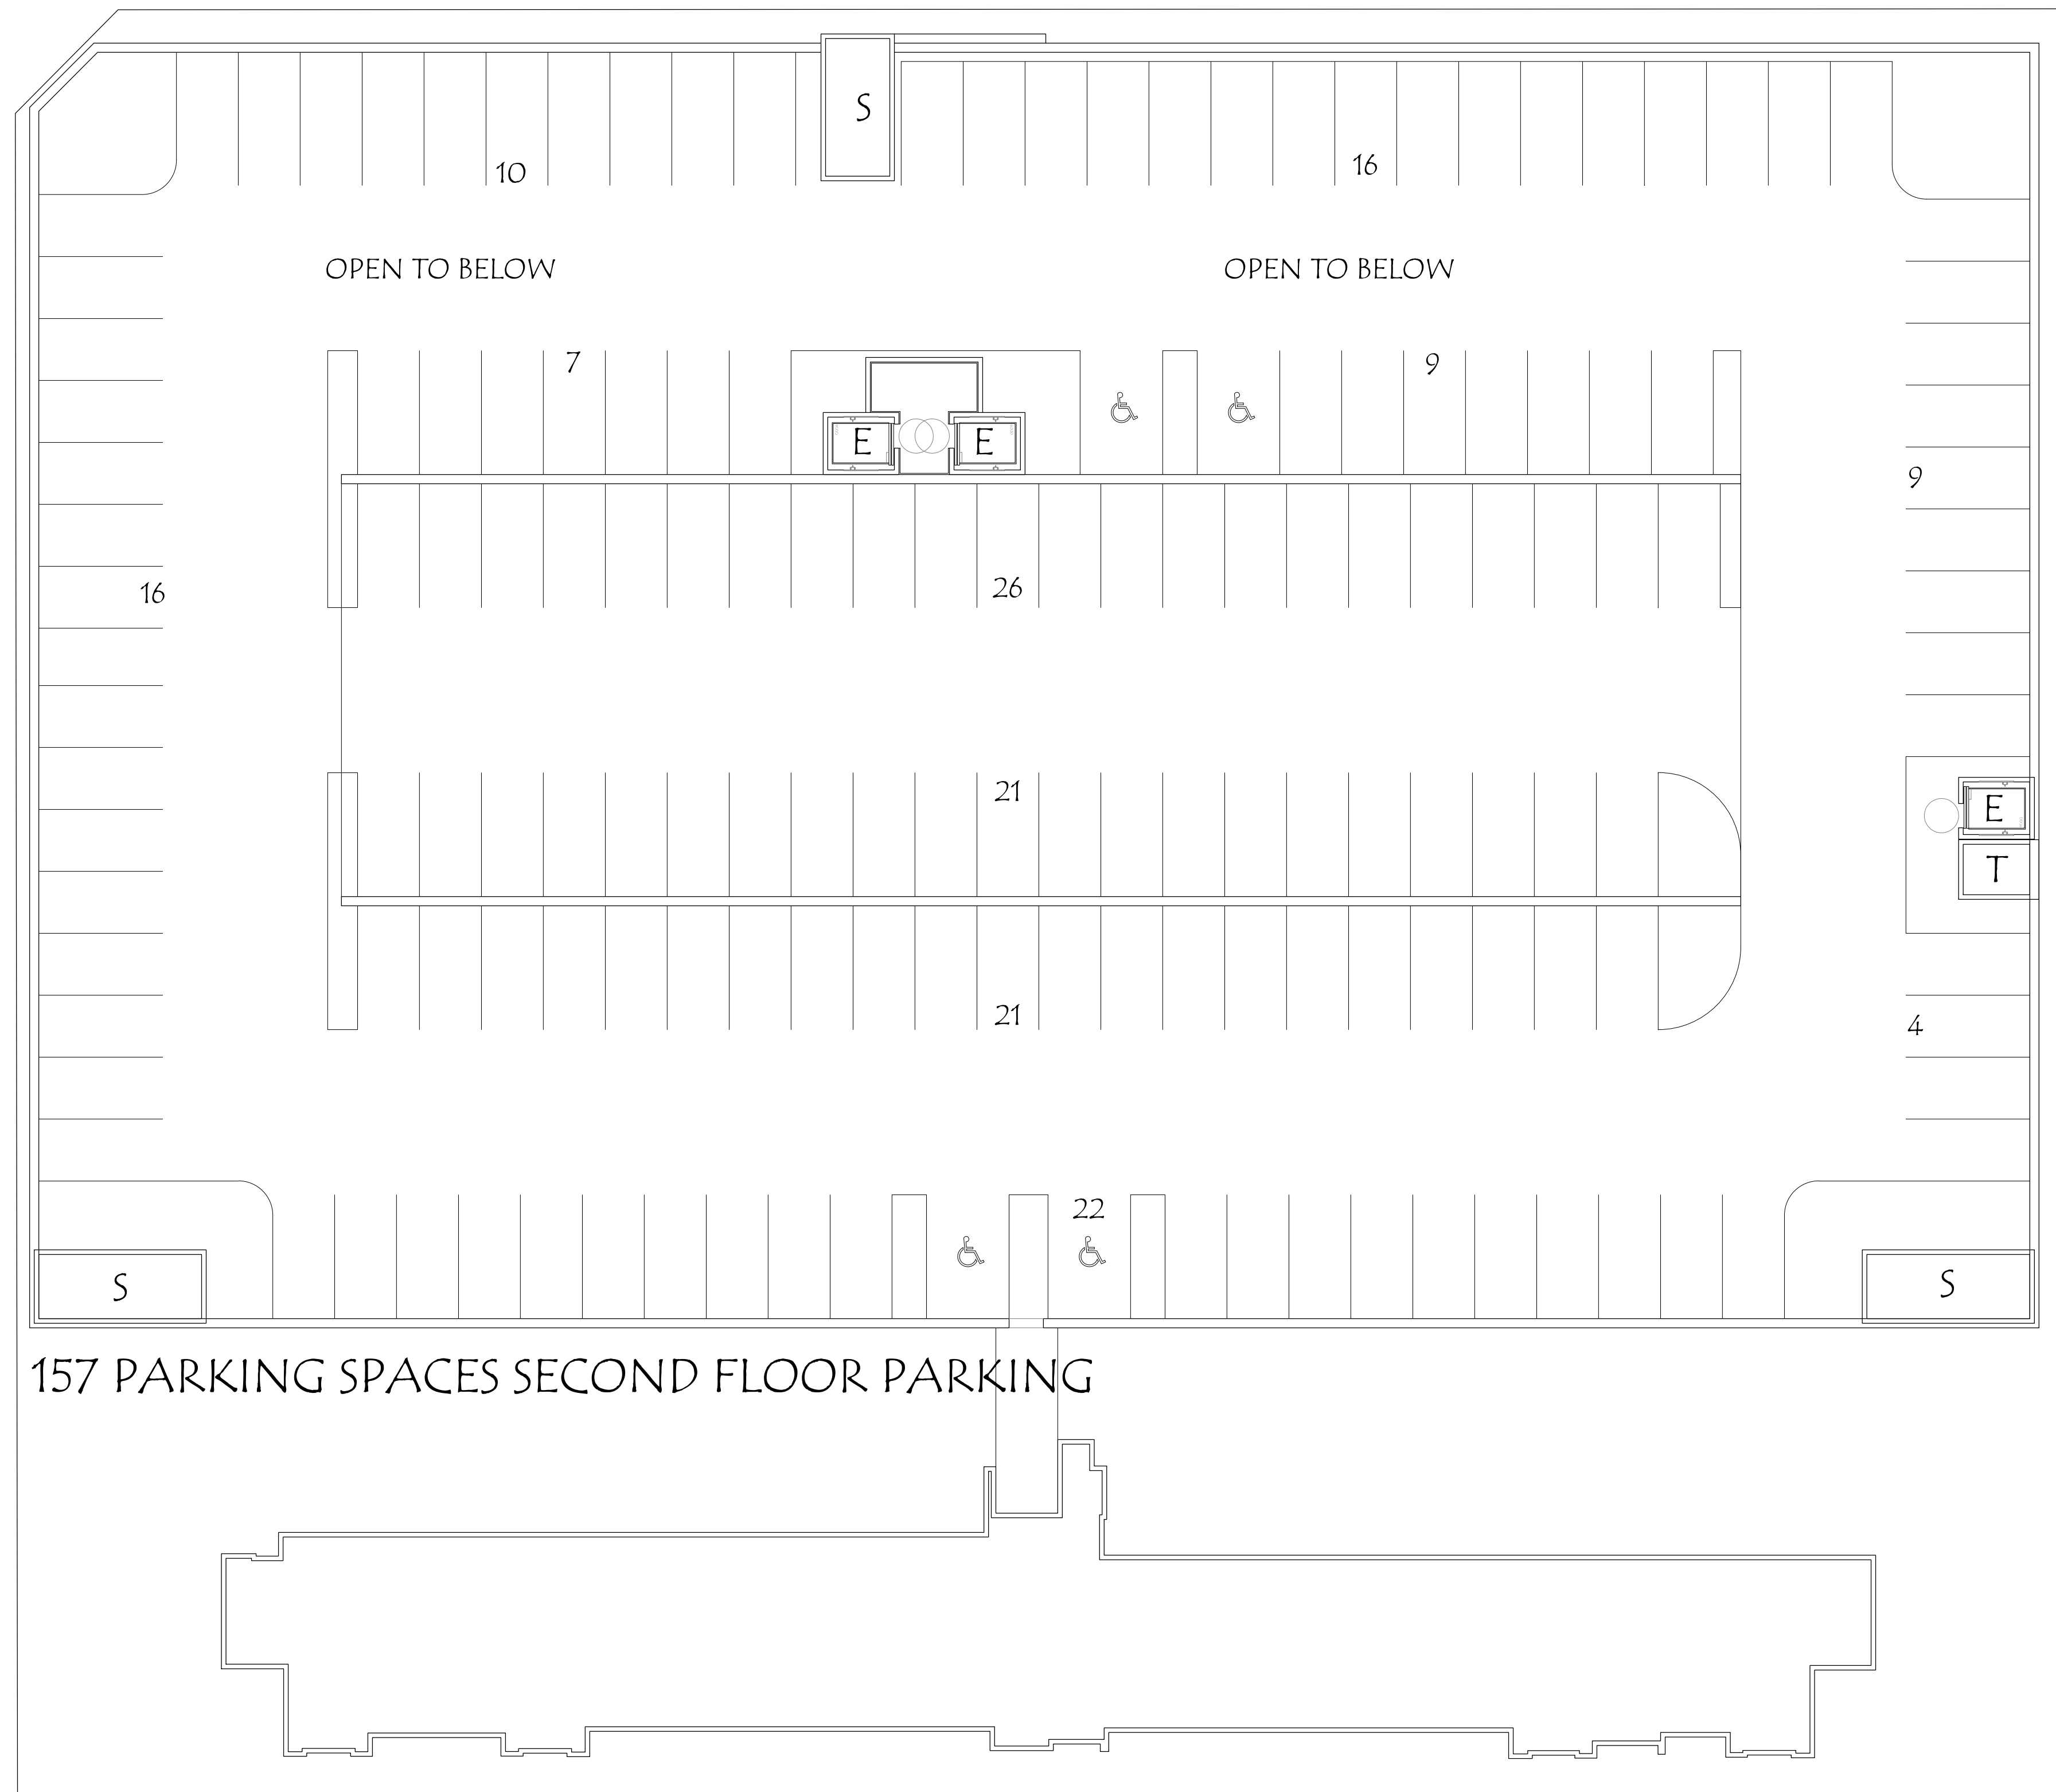 S
10
16
OPEN TO BELOW
OPEN TO BELOW
7
9
E
E
9
26
16
21
E
T
21
4
22
S
S
157 PARKING SPACES SECOND FLOOR PARKING